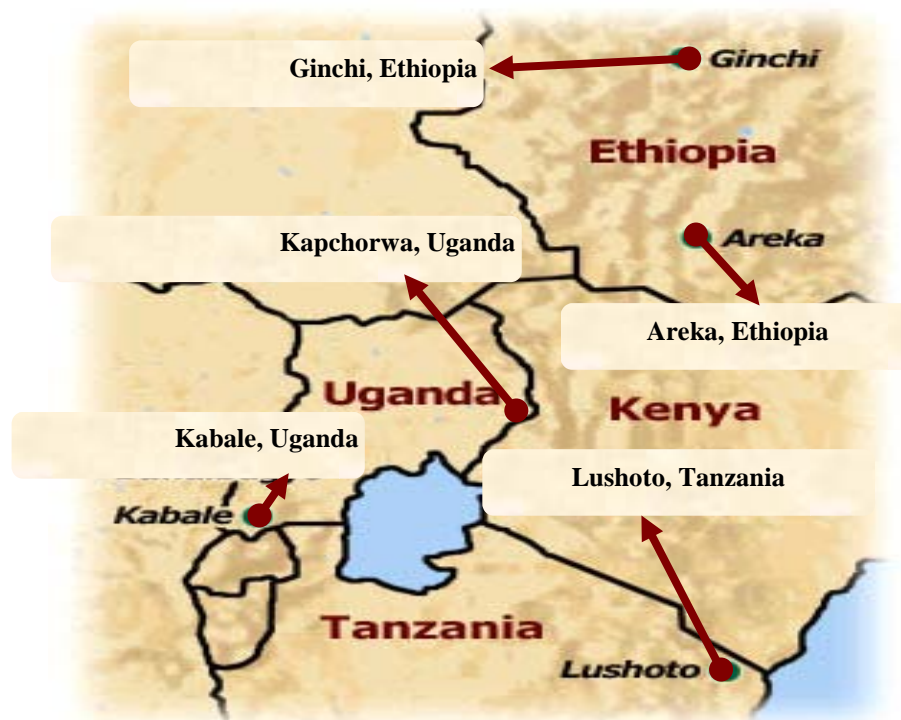 Ginchi, Ethiopia
Ginchi
Ethiopia
Kapchorwa, Uganda
Areka
Areka, Ethiopia
Uganda
Kenya
Kabale, Uganda
Lushoto, Tanzania
Kabale
Tanzania
Lushoto